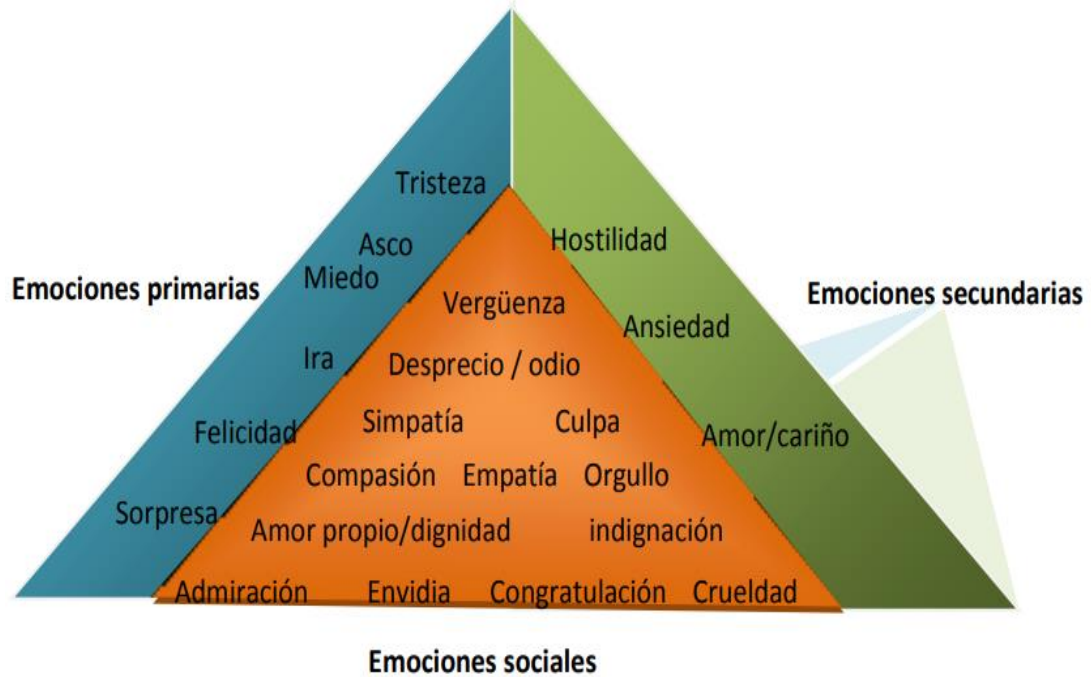 Tristeza
Hostilidad
Asco
Miedo
Emociones primarias
Emociones secundarias
Vergüenza
Ansiedad
Ira
Desprecio / odio
Simpatía
Culpa
Felicidad
Amor/cariño
Compasión
Empatía
Orgullo
Sorpresa
Amor propio/dignidad
indignación
Admiración
Envidia
Congratulación
Crueldad
Emociones sociales